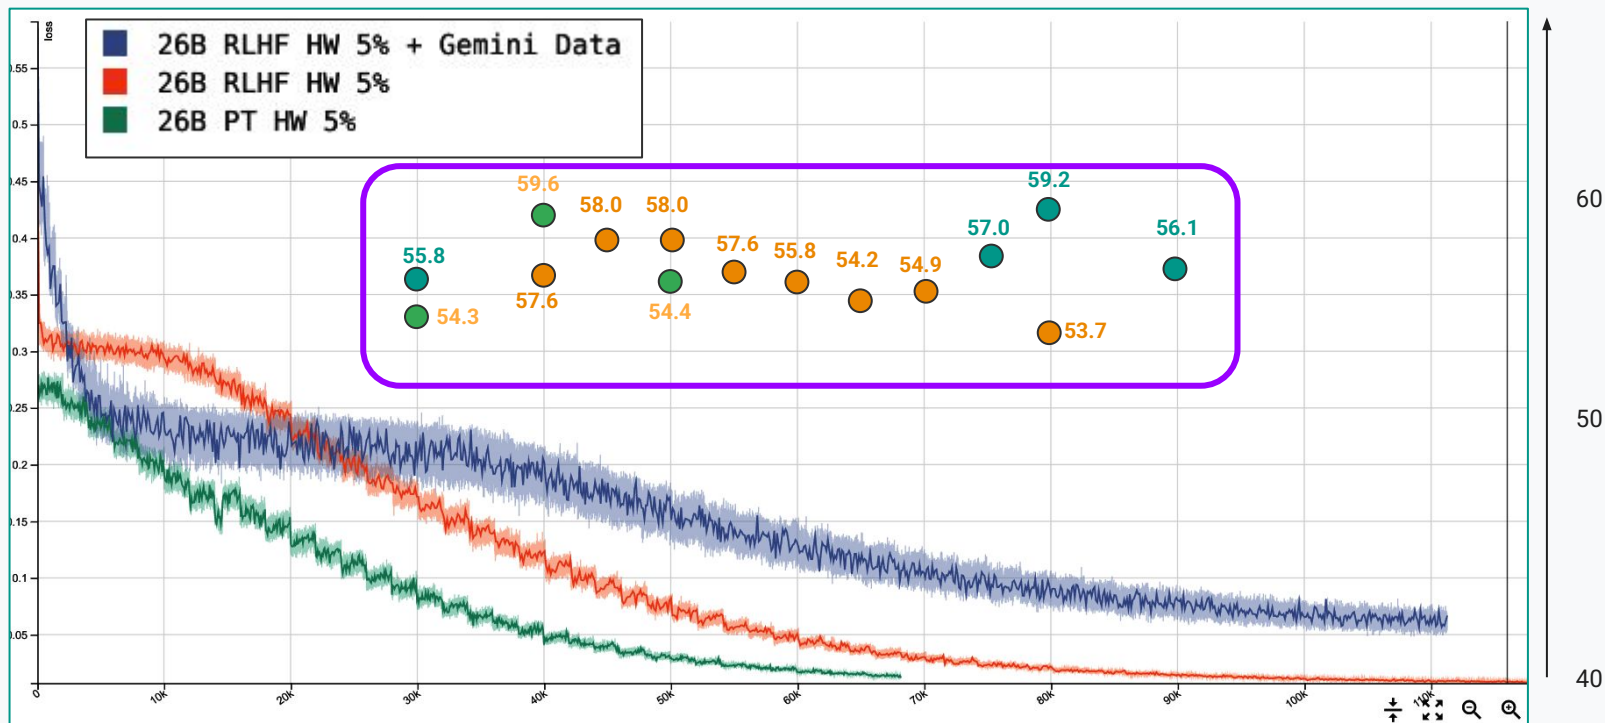 loss
26B RLHF HW 5% + Gemini Data
26B RLHF HW 5%
26B PT HW 5%
0.55
0.5
0.45
0.4
0.35
0.3
0.25
0.2
0.15
0.1
0.05
59.6
58.0
58.0
59.2
57.0
56.1
55.8
57.6
55.8
54.2
54.9
54.3
57.6
54.4
53.7
60
50
40
0
10k
20k
30k
40k
50k
60k
70k
80k
90k
100k
110k